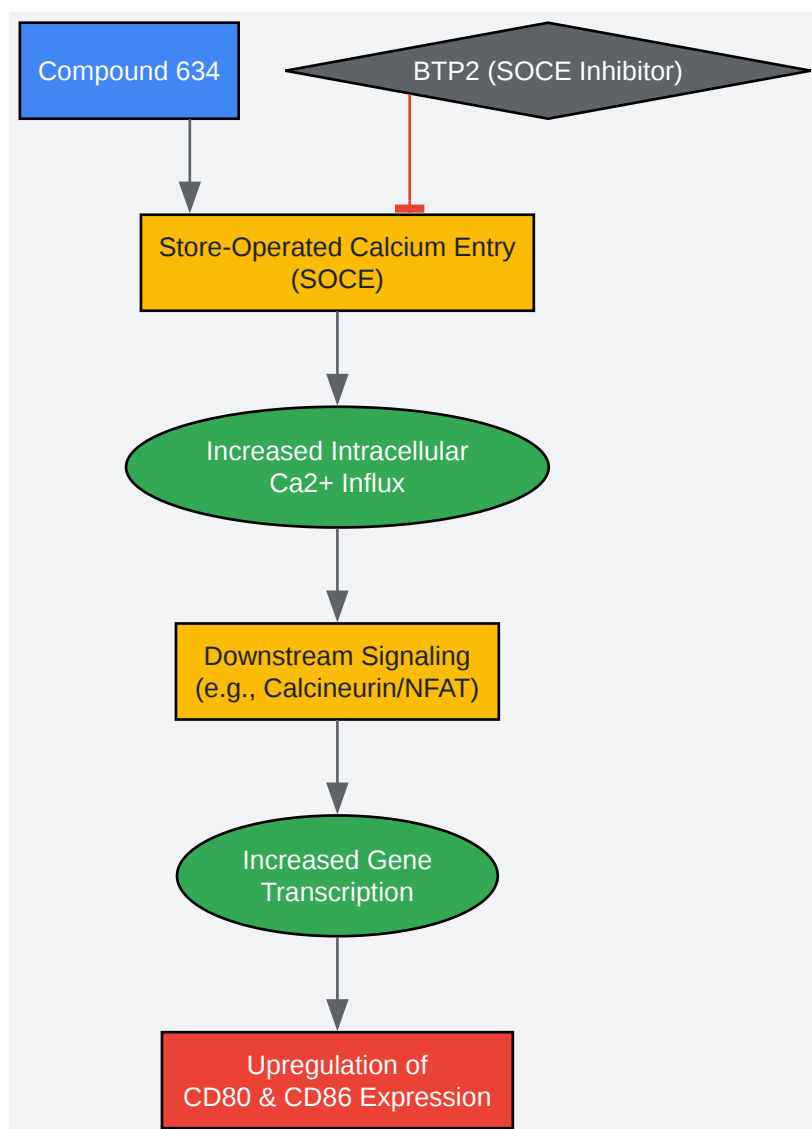 Compound 634
BTP2 (SOCE Inhibitor)
Store-Operated Calcium Entry
(SOCE)
Increased Intracellular
Ca2+ Influx
Downstream Signaling
(e.g., Calcineurin/NFAT)
Increased Gene
Transcription
Upregulation of
CD80 & CD86 Expression